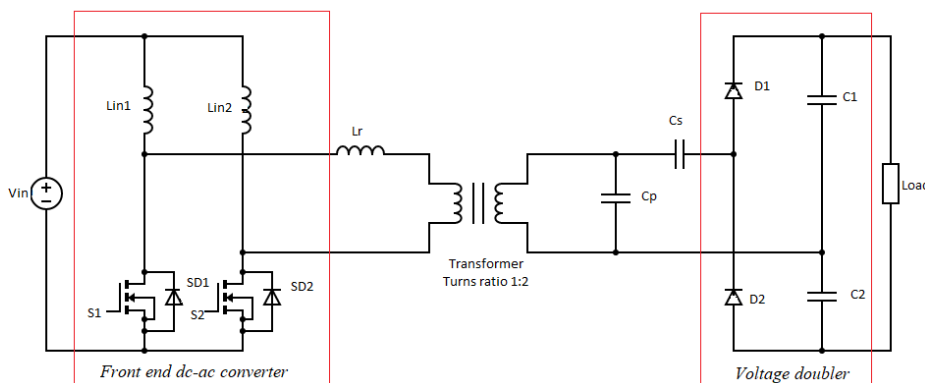 Lin1
Lin2
Lr
Vin
S1
SD1
S2
SD2
Transformer
Turns ratio 1:2
Cp
Cs
D1
D2
C1
C2
Load
Front end dc-ac converter
Voltage doubler